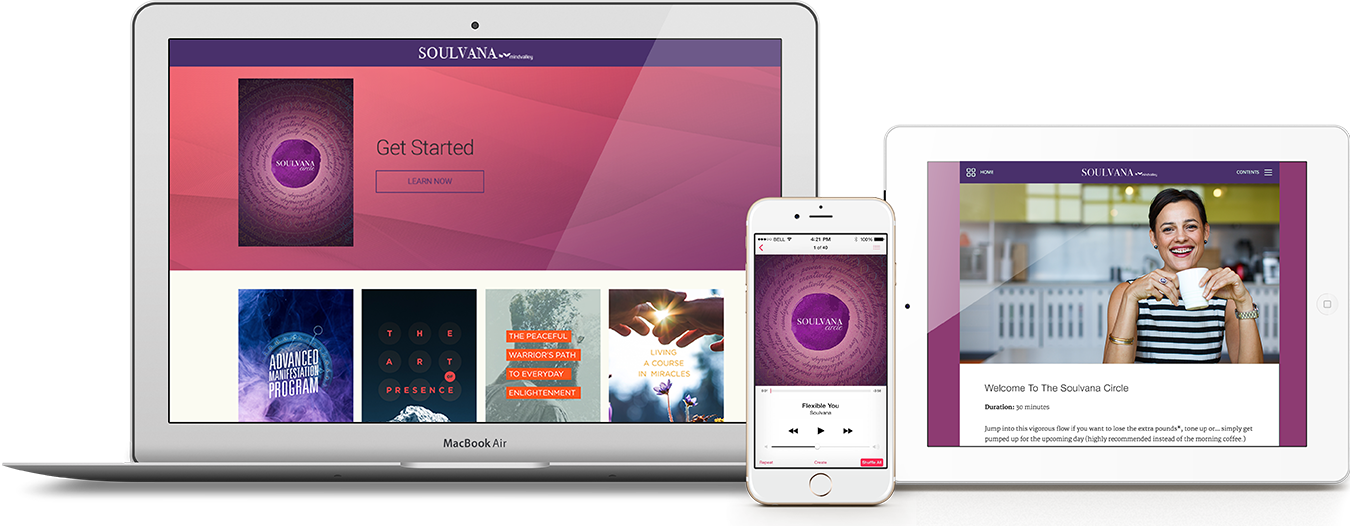 SOULVANA mindvalley
SOULVANA
circle
Get Started
LEARN NOW
ADVANCED
MANIFESTATION
PROGRAM
THE
ART
OF
PRESENCE
THE PEACEFUL
WARRIOR'S PATH
TO EVERYDAY
ENLIGHTENMENT
LIVING
A COURSE
IN MIRACLES
MacBook Air
BELL 4:21 PM 100%
1 of 40
SOULVANA
circle
Flexible You
Soulvana
Repeat Create Shuffle All
HOME SOULVANA mindvalley CONTENTS
Welcome To The Soulvana Circle
Duration: 30 minutes
Jump into this vigorous flow if you want to lose the extra pounds*, tone up or... simply get
pumped up for the upcoming day (highly recommended instead of the morning coffee.)